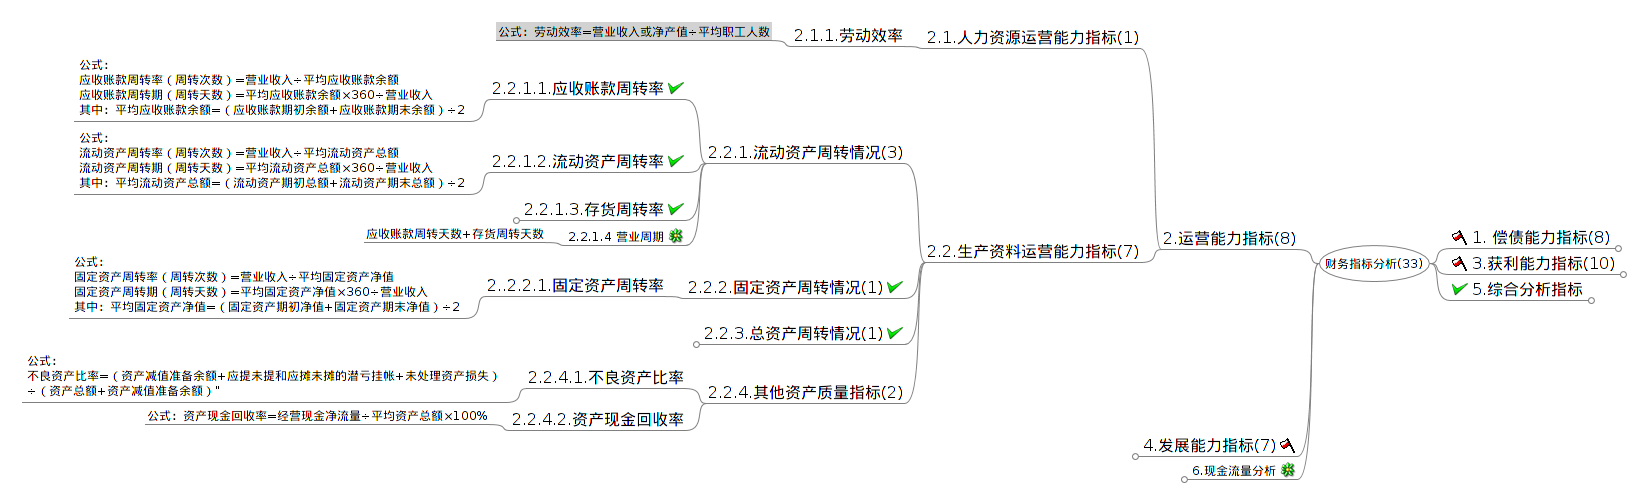 财务指标分析(33)
1. 偿债能力指标(8)
3.获利能力指标(10)
5.综合分析指标
2.运营能力指标(8)
2.1.人力资源运营能力指标(1)
2.1.1.劳动效率
公式：劳动效率=营业收入或净产值÷平均职工人数
2.2.生产资料运营能力指标(7)
2.2.1.流动资产周转情况(3)
2.2.1.1.应收账款周转率
公式：
应收账款周转率（周转次数）=营业收入÷平均应收账款余额
应收账款周转期（周转天数）=平均应收账款余额×360÷营业收入
其中：平均应收账款余额=（应收账款期初余额+应收账款期末余额）÷2
2.2.1.2.流动资产周转率
公式：
流动资产周转率（周转次数）=营业收入÷平均流动资产总额
流动资产周转期（周转天数）=平均流动资产总额×360÷营业收入
其中：平均流动资产总额=（流动资产期初总额+流动资产期末总额）÷2
2.2.1.3.存货周转率
2.2.1.4 营业周期
应收账款周转天数+存货周转天数
2.2.2.固定资产周转情况(1)
2..2.2.1.固定资产周转率
公式：
固定资产周转率（周转次数）=营业收入÷平均固定资产净值
固定资产周转期（周转天数）=平均固定资产净值×360÷营业收入
其中：平均固定资产净值=（固定资产期初净值+固定资产期末净值）÷2
2.2.3.总资产周转情况(1)
2.2.4.其他资产质量指标(2)
2.2.4.1.不良资产比率
公式：
不良资产比率=（资产减值准备余额+应提未提和应摊未摊的潜亏挂帐+未处理资产损失）
÷（资产总额+资产减值准备余额）"
2.2.4.2.资产现金回收率
公式：资产现金回收率=经营现金净流量÷平均资产总额×100%
4.发展能力指标(7)
6.现金流量分析